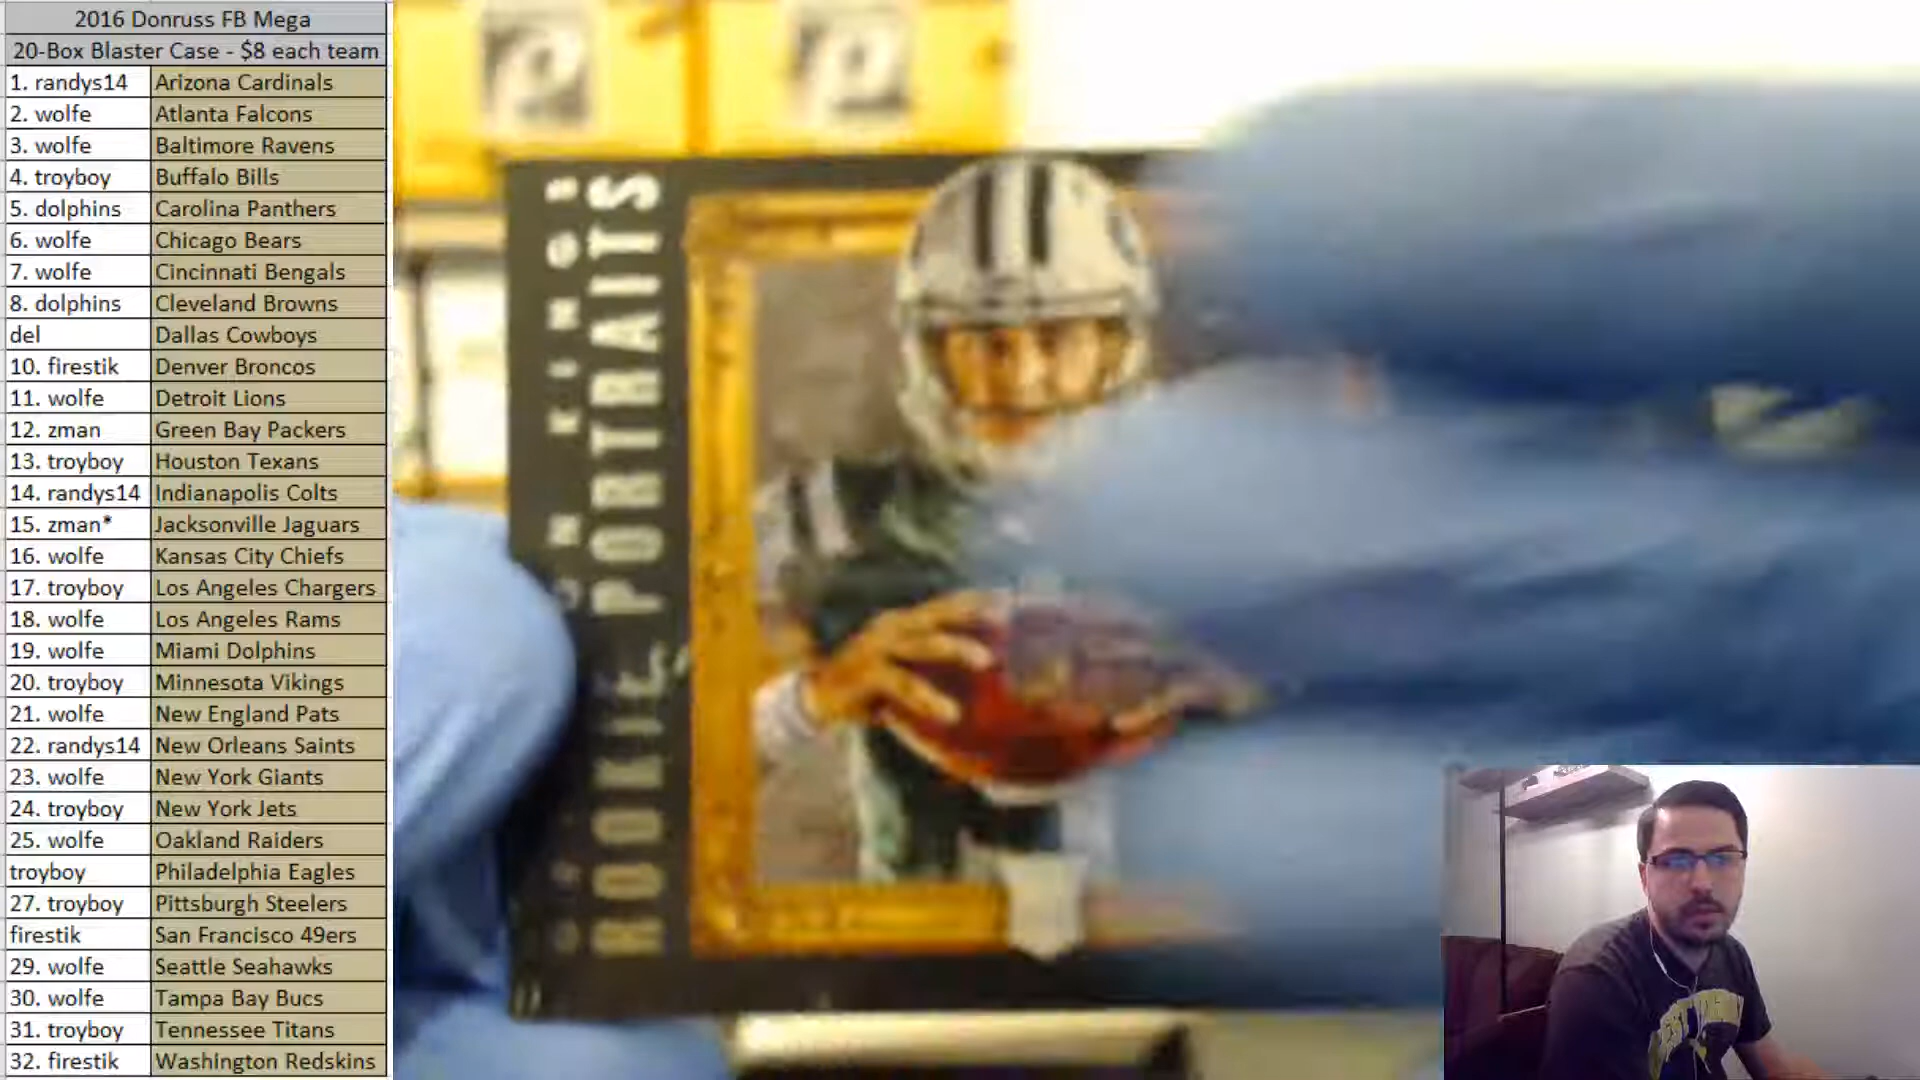 2016 Donruss FB Mega
20-Box Blaster Case - $8 each team
1. randys14 Arizona Cardinals
2. wolfe Atlanta Falcons
3. wolfe Baltimore Ravens
4. troyboy Buffalo Bills
5. dolphins Carolina Panthers
6. wolfe Chicago Bears
7. wolfe Cincinnati Bengals
8. dolphins Cleveland Browns
del Dallas Cowboys
10. firestik Denver Broncos
11. wolfe Detroit Lions
12. zman Green Bay Packers
13. troyboy Houston Texans
14. randys14 Indianapolis Colts
15. zman* Jacksonville Jaguars
16. wolfe Kansas City Chiefs
17. troyboy Los Angeles Chargers
18. wolfe Los Angeles Rams
19. wolfe Miami Dolphins
20. troyboy Minnesota Vikings
21. wolfe New England Pats
22. randys14 New Orleans Saints
23. wolfe New York Giants
24. troyboy New York Jets
25. wolfe Oakland Raiders
troyboy Philadelphia Eagles
27. troyboy Pittsburgh Steelers
firestik San Francisco 49ers
29. wolfe Seattle Seahawks
30. wolfe Tampa Bay Bucs
31. troyboy Tennessee Titans
32. firestik Washington Redskins
ROOKIE PORTRAITS